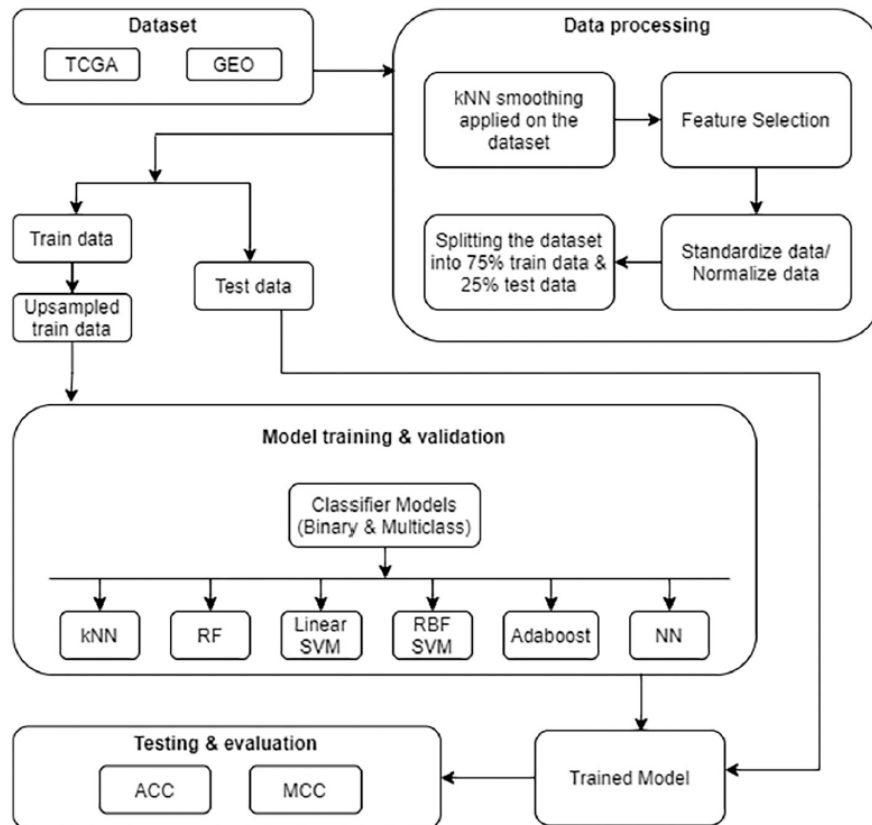 Dataset
TCGA
GEO
Data processing
kNN smoothing
applied on the
dataset
Feature Selection
Standardize data/
Normalize data
Splitting the dataset
into 75% train data &
25% test data
Train data
Upsampled
train data
Test data
Model training & validation
Classifier Models
(Binary & Multiclass)
kNN
RF
Linear
SVM
RBF
SVM
Adaboost
NN
Trained Model
Testing & evaluation
ACC
MCC